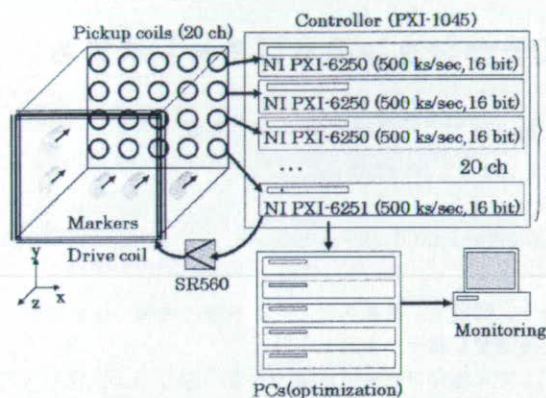 Controller (PXI-1045)
Pickup coils (20 ch)
NI PXI-6250 (500 ks/sec,16 bit)
NI PXI-6250 (500 ks/sec,16 bit)
NI PXI-6250 (500 ks/sec,16 bit)
...
20 ch
NI PXI-6251 (500 ks/sec,16 bit)
Markers
Drive coil
y
x
z
SR560
Monitoring
PCs(optimization)